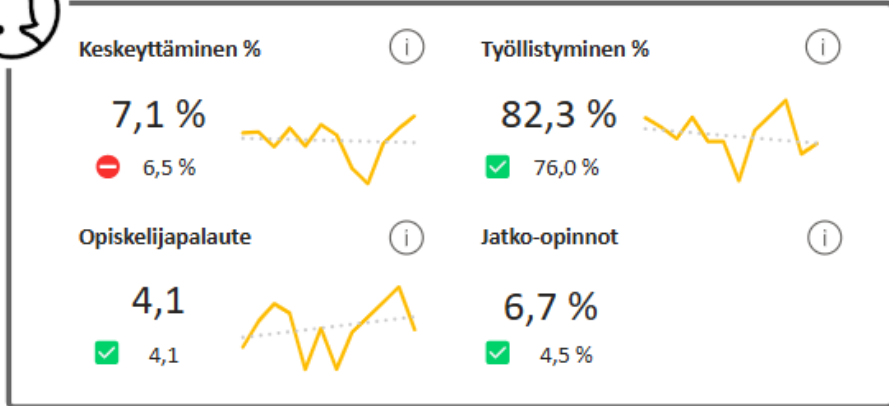 Keskeyttäminen %
7,1 %
6,5 %
Työllistyminen %
82,3 %
76,0 %
Opiskelijapalaute
4,1
4,1
Jatko-opinnot
6,7 %
4,5 %